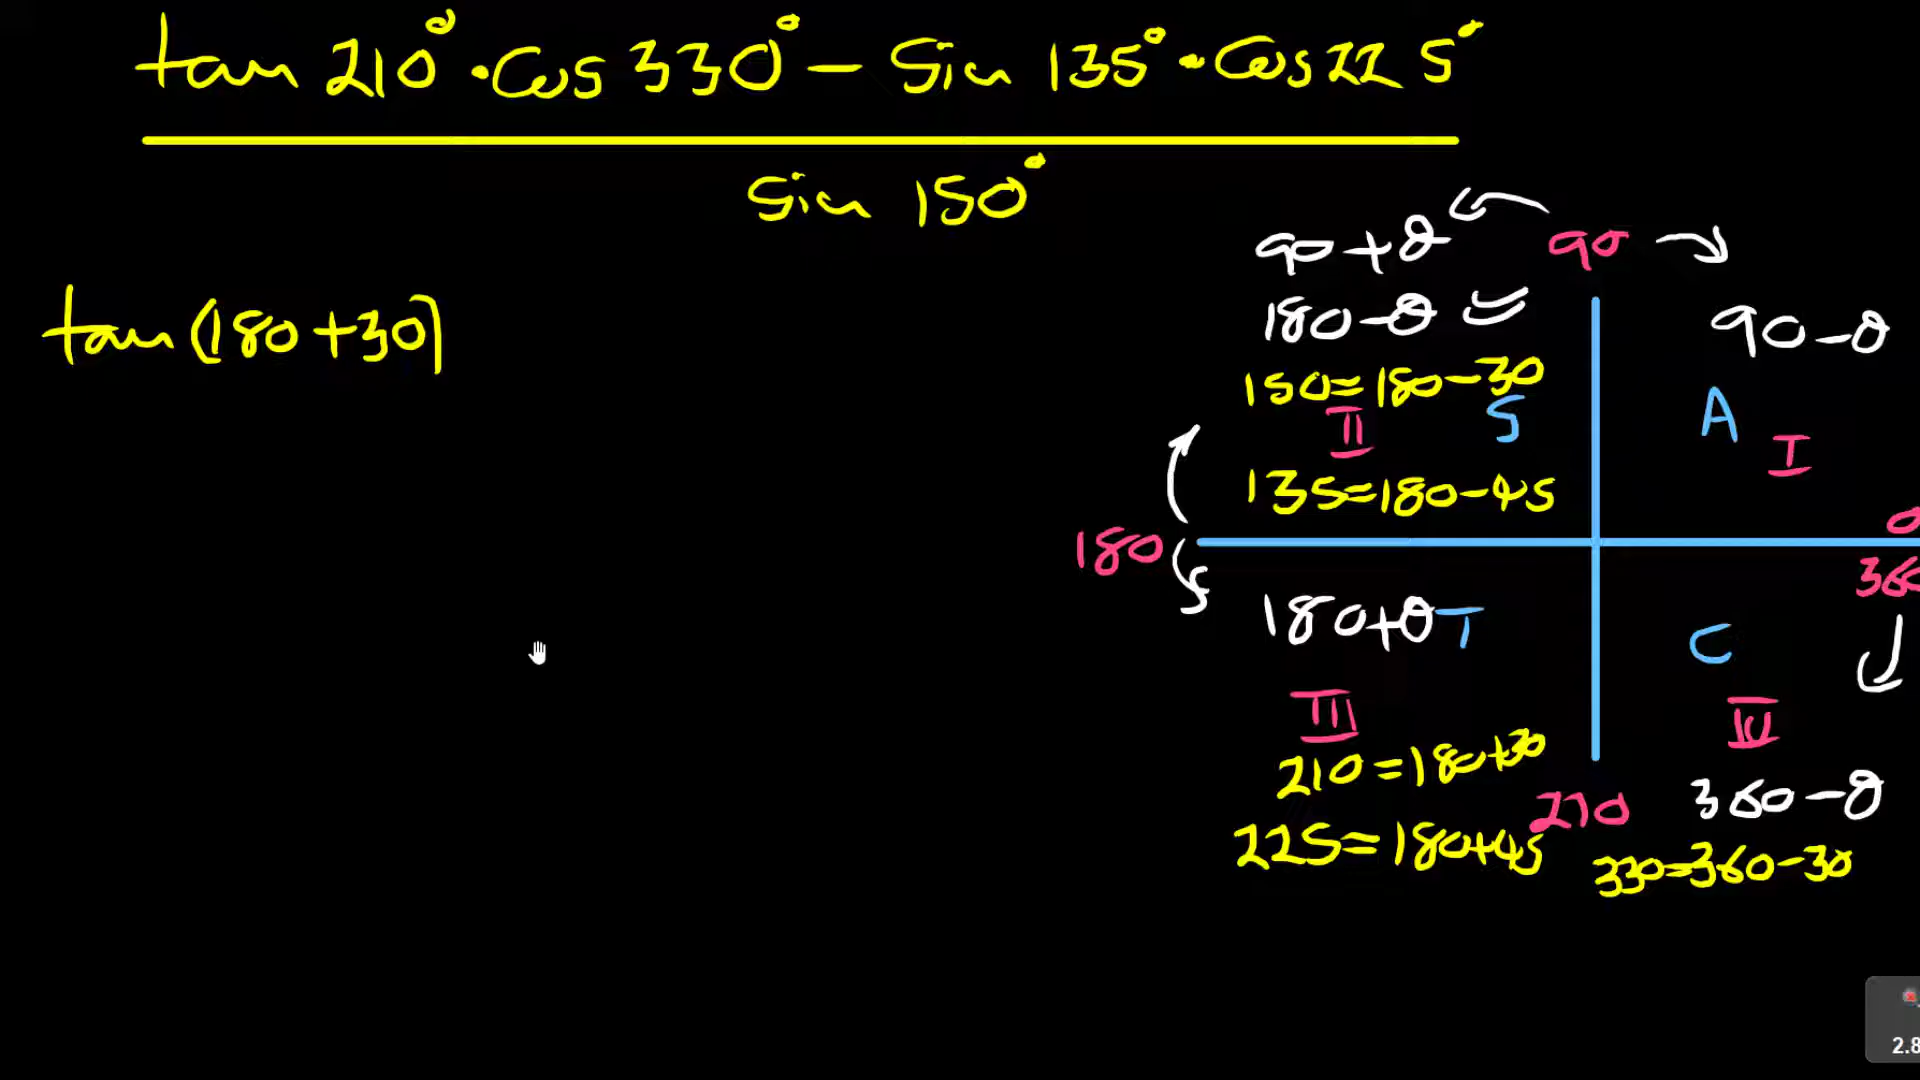 tan 210° · Cos 330° − Sin 135° · Cos 225°
Sin 150°
90+θ 90 90−θ
180−θ
tan (180+30)
150=180−30
II S A I
135=180−45
180 0
360
180+θ T C
III IV
210=180+30
270 360−θ
225=180+45
330=360−30